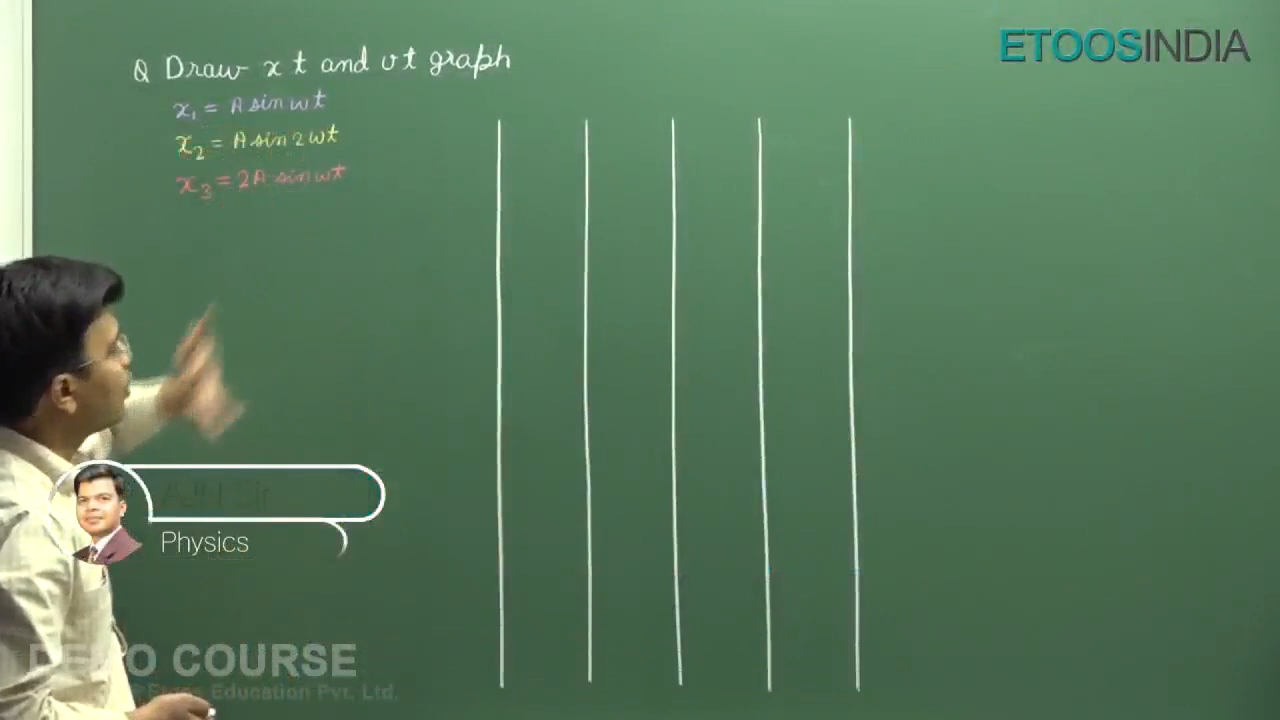 Q Draw x t and vt graph
ETOOSINDIA
x₁ = A sin ωt
x₂ = A sin 2ωt
x₃ = 2A sin ωt
Physics
COURSE
Education Pvt. Ltd.